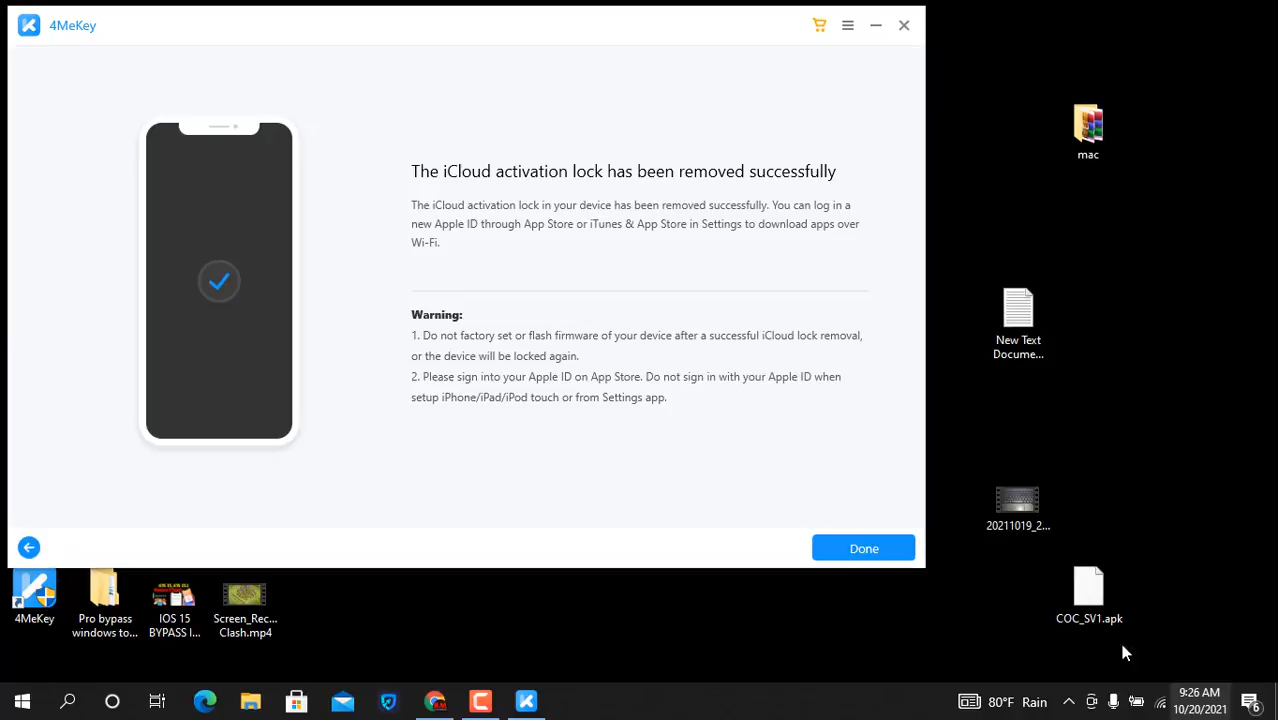 4MeKey
The iCloud activation lock has been removed successfully
The iCloud activation lock in your device has been removed successfully. You can log in a
new Apple ID through App Store or iTunes & App Store in Settings to download apps over
Wi-Fi.
Warning:
1. Do not factory set or flash firmware of your device after a successful iCloud lock removal,
or the device will be locked again.
2. Please sign into your Apple ID on App Store. Do not sign in with your Apple ID when
setup iPhone/iPad/iPod touch or from Settings app.
Done
mac
New Text
Docume...
20211019_2...
COC_SV1.apk
4MeKey
Pro bypass
windows to...
IOS 15
BYPASS I...
Screen_Rec...
Clash.mp4
80°F Rain
9:26 AM
10/20/2021
6